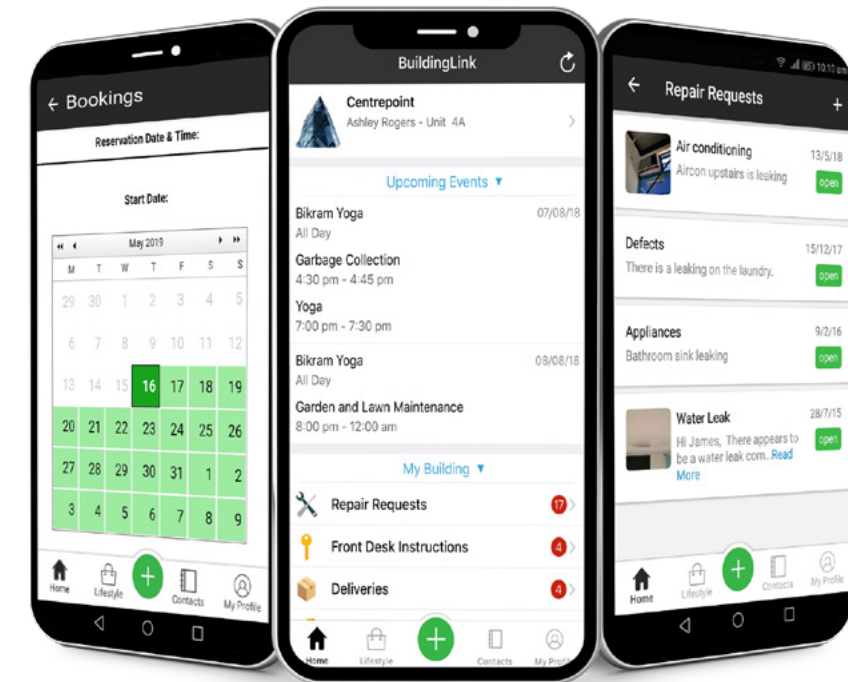 ← Bookings
Reservation Date & Time:
Start Date:
May 2019
M T W T F S S
29 30 1 2 3 4 5
6 7 8 9 10 11 12
13 14 15 16 17 18 19
20 21 22 23 24 25 26
27 28 29 30 31 1 2
3 4 5 6 7 8 9
Home Lifestyle Contacts My Profile
BuildingLink
Centrepoint
Ashley Rogers - Unit 4A
Upcoming Events ▼
Bikram Yoga 07/08/18
All Day
Garbage Collection
4:30 pm - 4:45 pm
Yoga
7:00 pm - 7:30 pm
Bikram Yoga 08/08/18
All Day
Garden and Lawn Maintenance
8:00 pm - 12:00 am
My Building ▼
Repair Requests 17
Front Desk Instructions 4
Deliveries 4
Home Lifestyle Contacts My Profile
10:10 am
← Repair Requests +
Air conditioning 13/5/18
Aircon upstairs is leaking open
Defects 15/12/17
There is a leaking on the laundry. open
Appliances 9/2/16
Bathroom sink leaking open
Water Leak 28/7/15
Hi James, There appears to open
be a water leak com...Read
More
Home Lifestyle Contacts My Profile